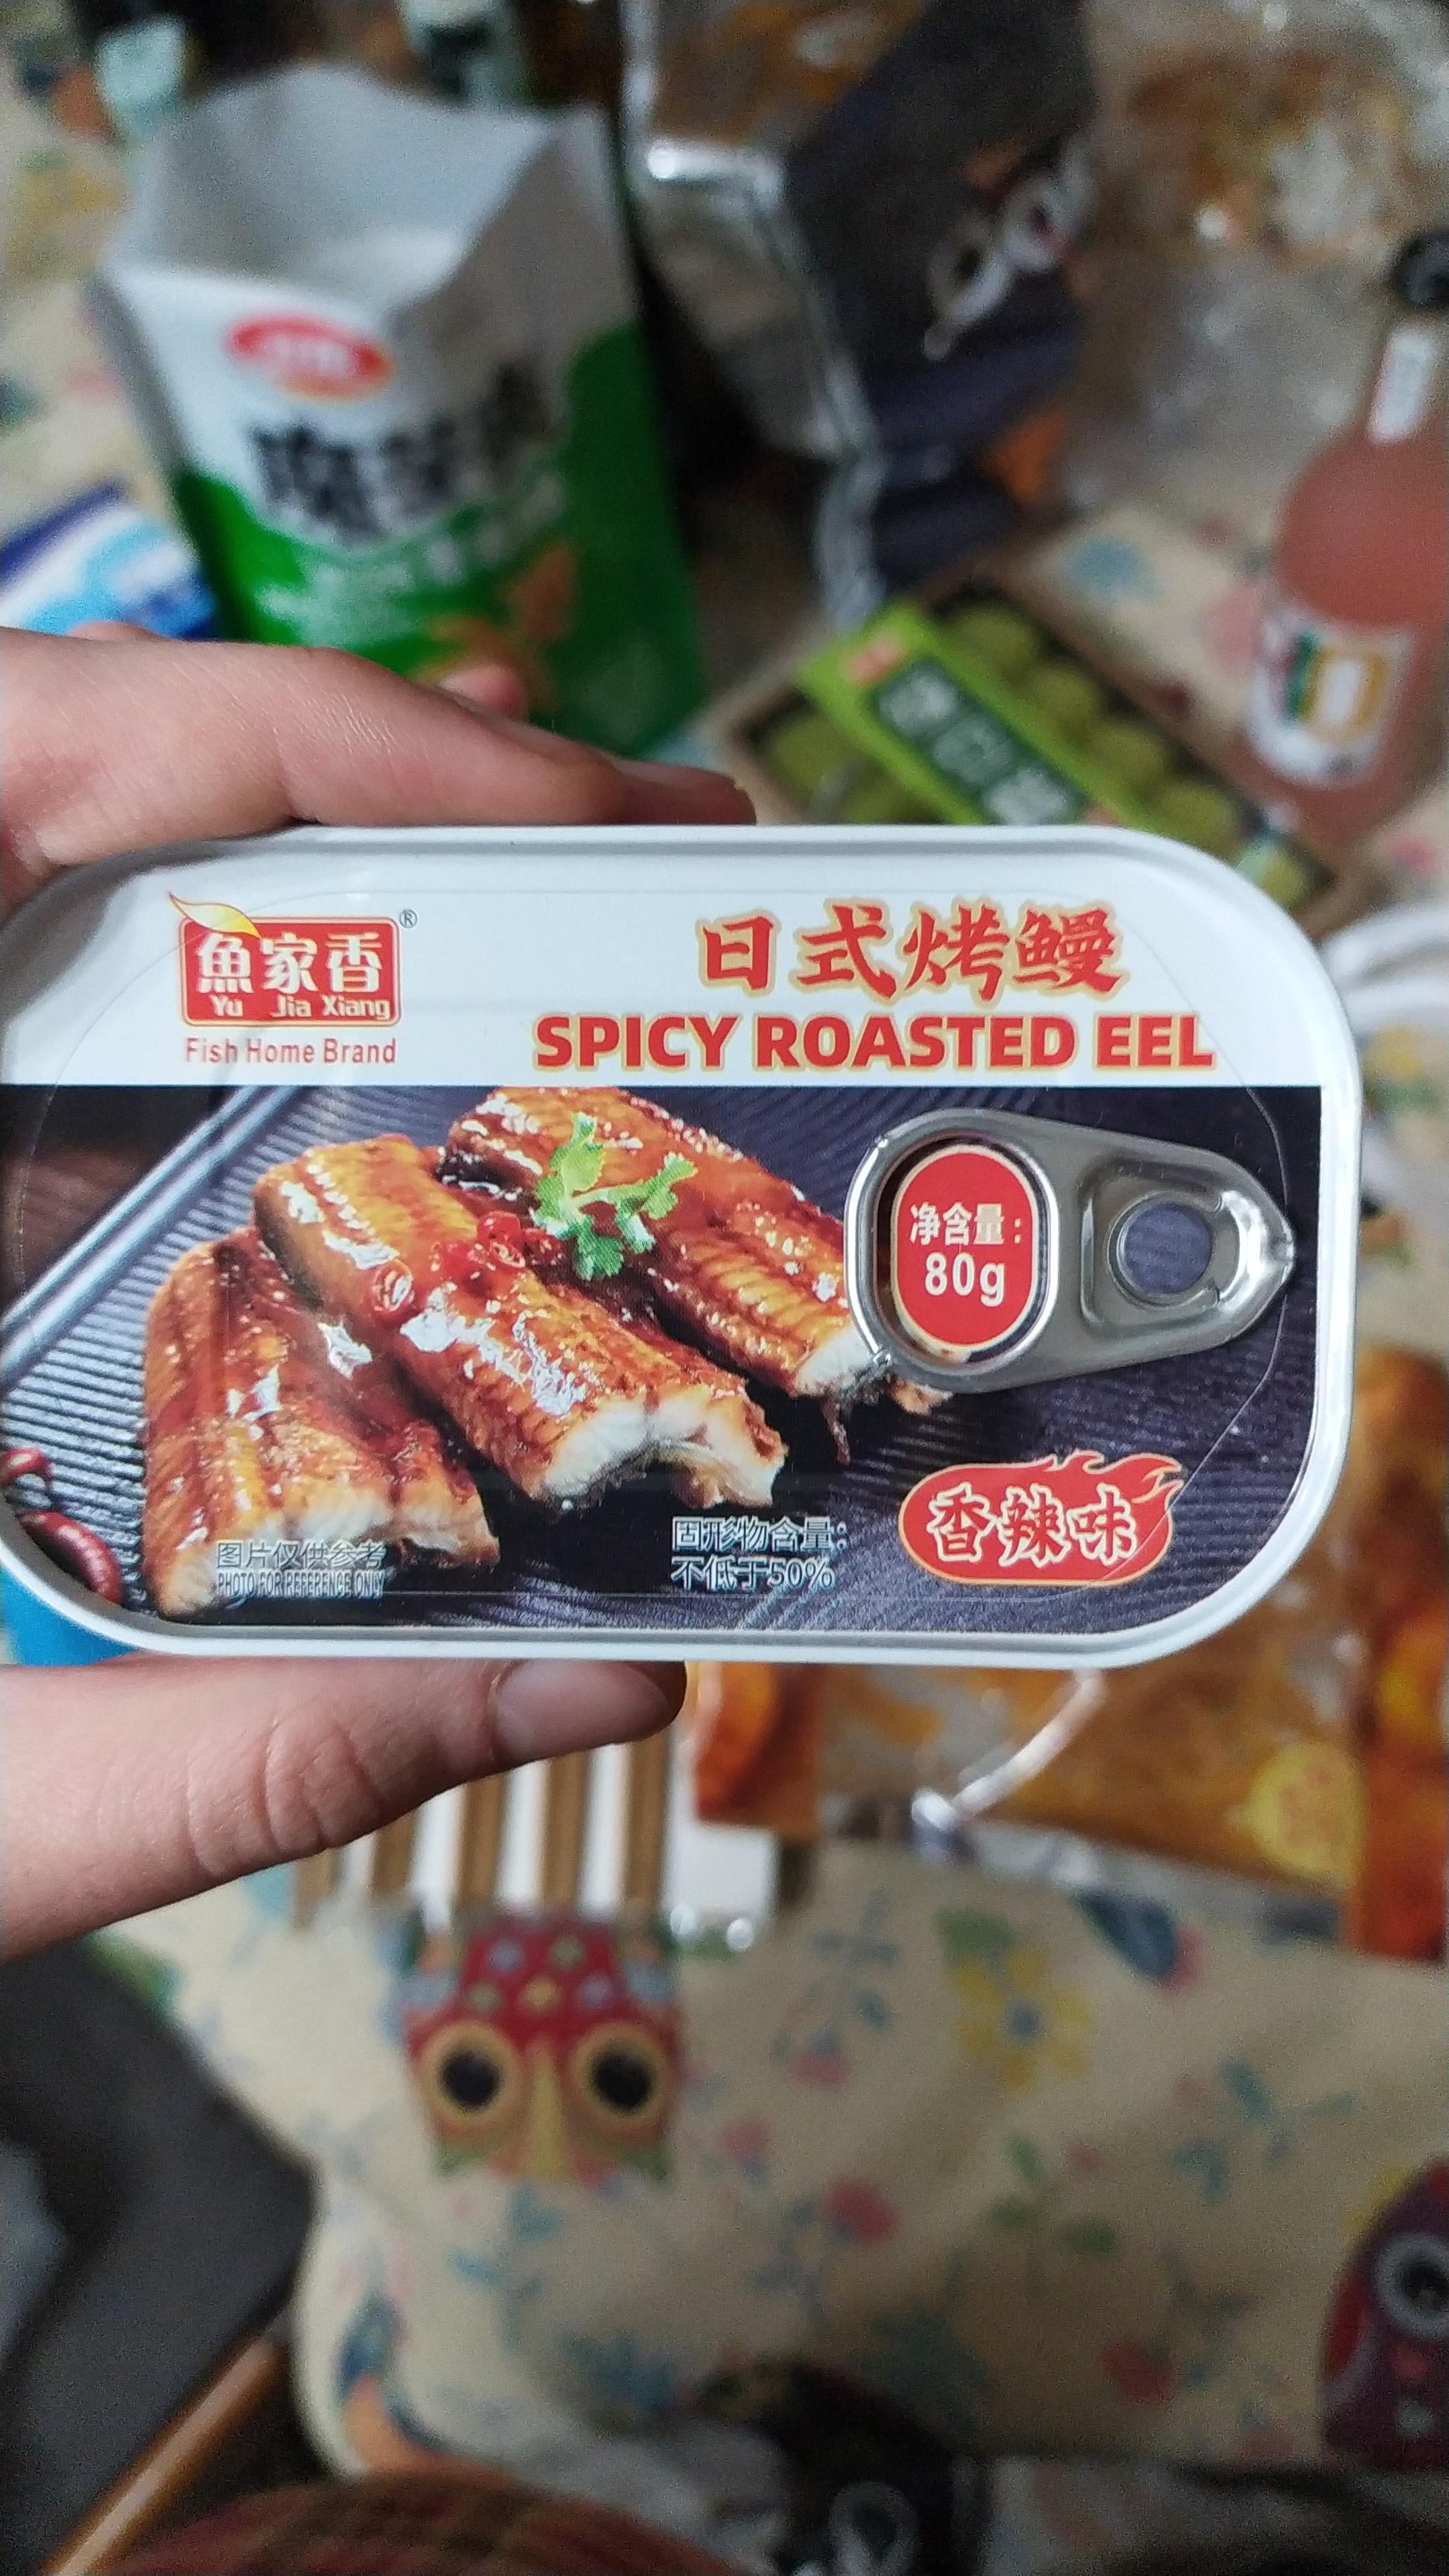 魚家香®
Yu Jia Xiang
Fish Home Brand
日式烤鳗
SPICY ROASTED EEL
净含量:
80g
香辣味
固形物含量:
不低于50%
图片仅供参考
PHOTO FOR REFERENCE ONLY